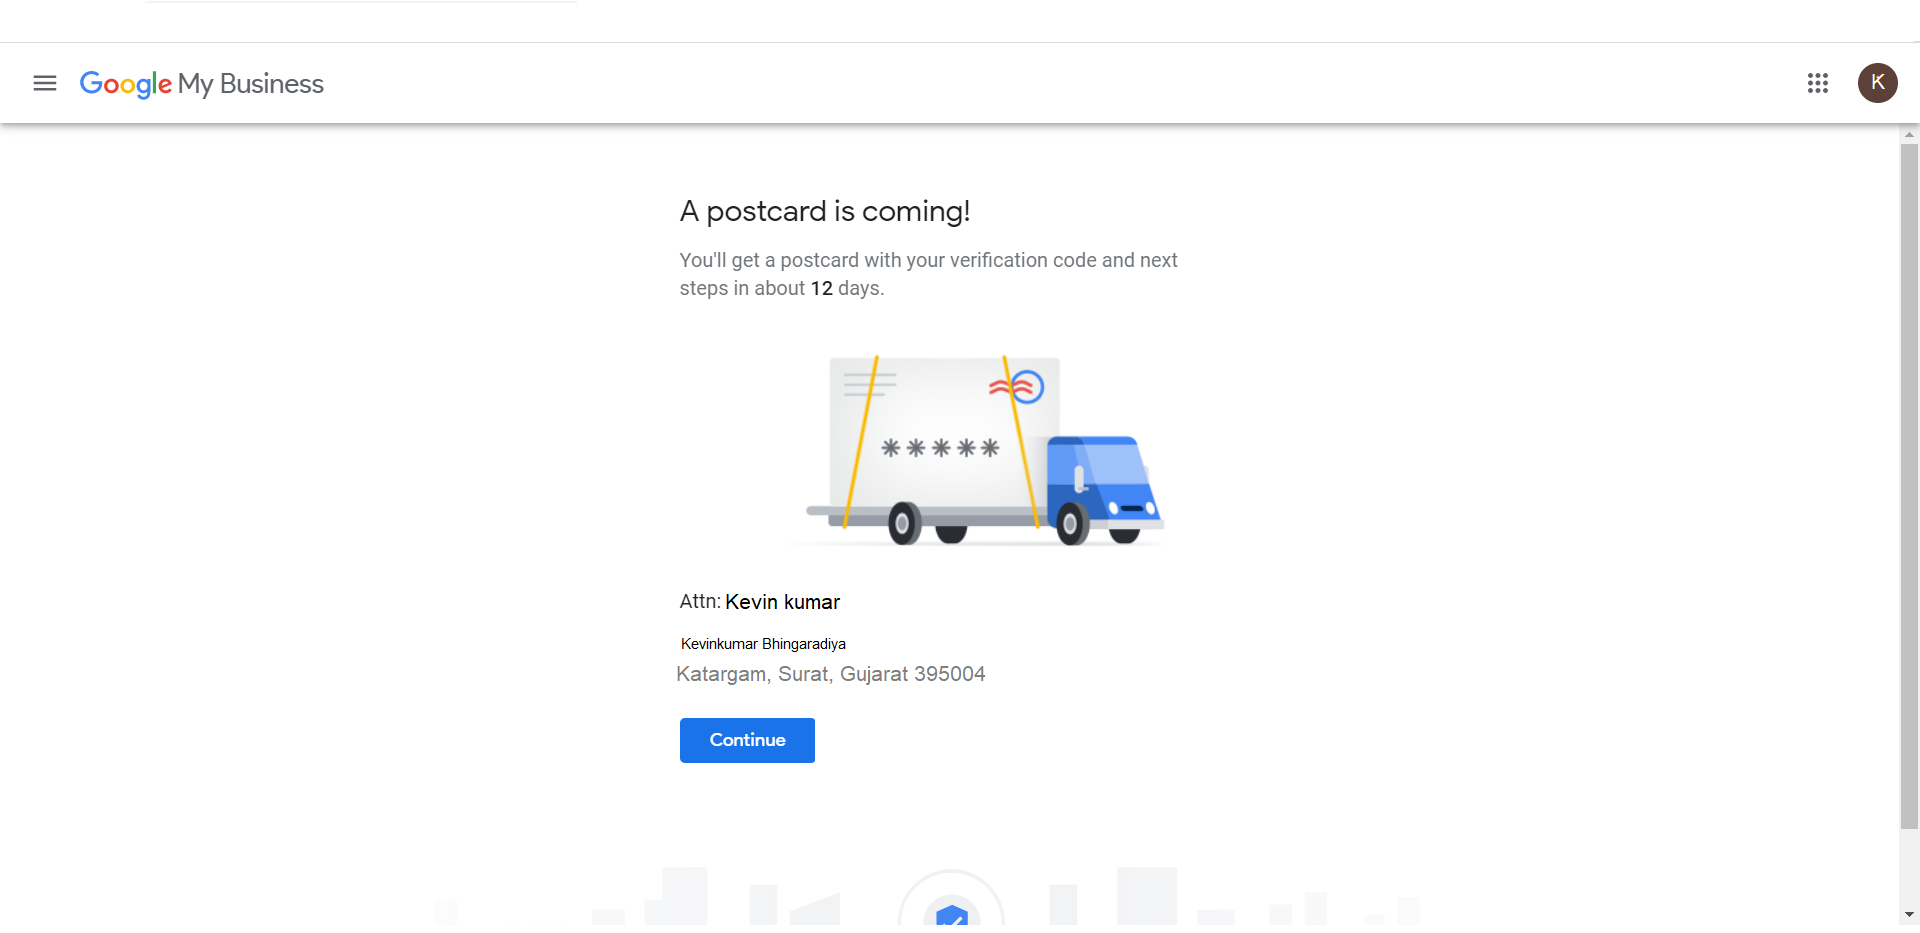 Google My Business
K
A postcard is coming!
You'll get a postcard with your verification code and next
steps in about 12 days.
*****
Attn: Kevin kumar
Kevinkumar Bhingaradiya
Katargam, Surat, Gujarat 395004
Continue